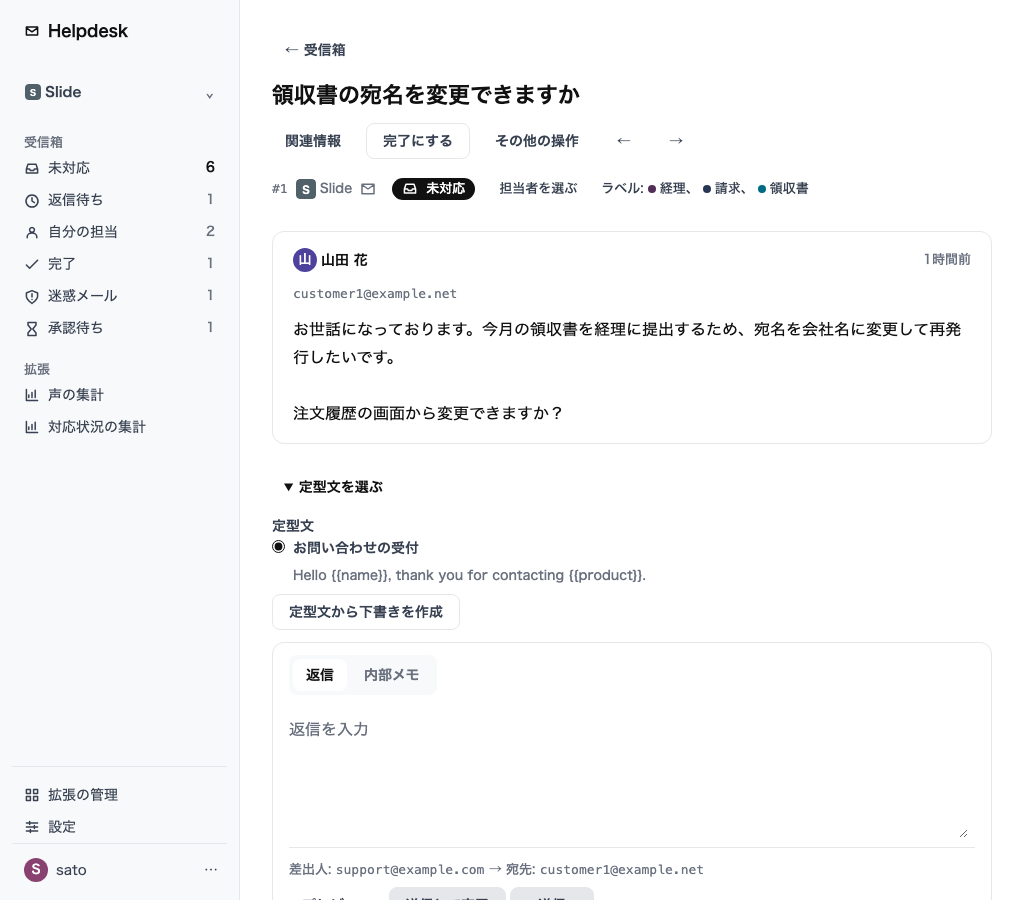 Helpdesk
S Slide
受信箱
未対応 6
返信待ち 1
自分の担当 2
完了 1
迷惑メール 1
承認待ち 1
拡張
声の集計
対応状況の集計
拡張の管理
設定
S sato ...
← 受信箱
領収書の宛名を変更できますか
関連情報 完了にする その他の操作 ← →
#1 S Slide 未対応 担当者を選ぶ ラベル: 経理、 請求、 領収書
山 山田 花 1時間前
customer1@example.net
お世話になっております。今月の領収書を経理に提出するため、宛名を会社名に変更して再発
行したいです。
注文履歴の画面から変更できますか？
▼ 定型文を選ぶ
定型文
お問い合わせの受付
Hello {{name}}, thank you for contacting {{product}}.
定型文から下書きを作成
返信 内部メモ
返信を入力
差出人: support@example.com → 宛先: customer1@example.net